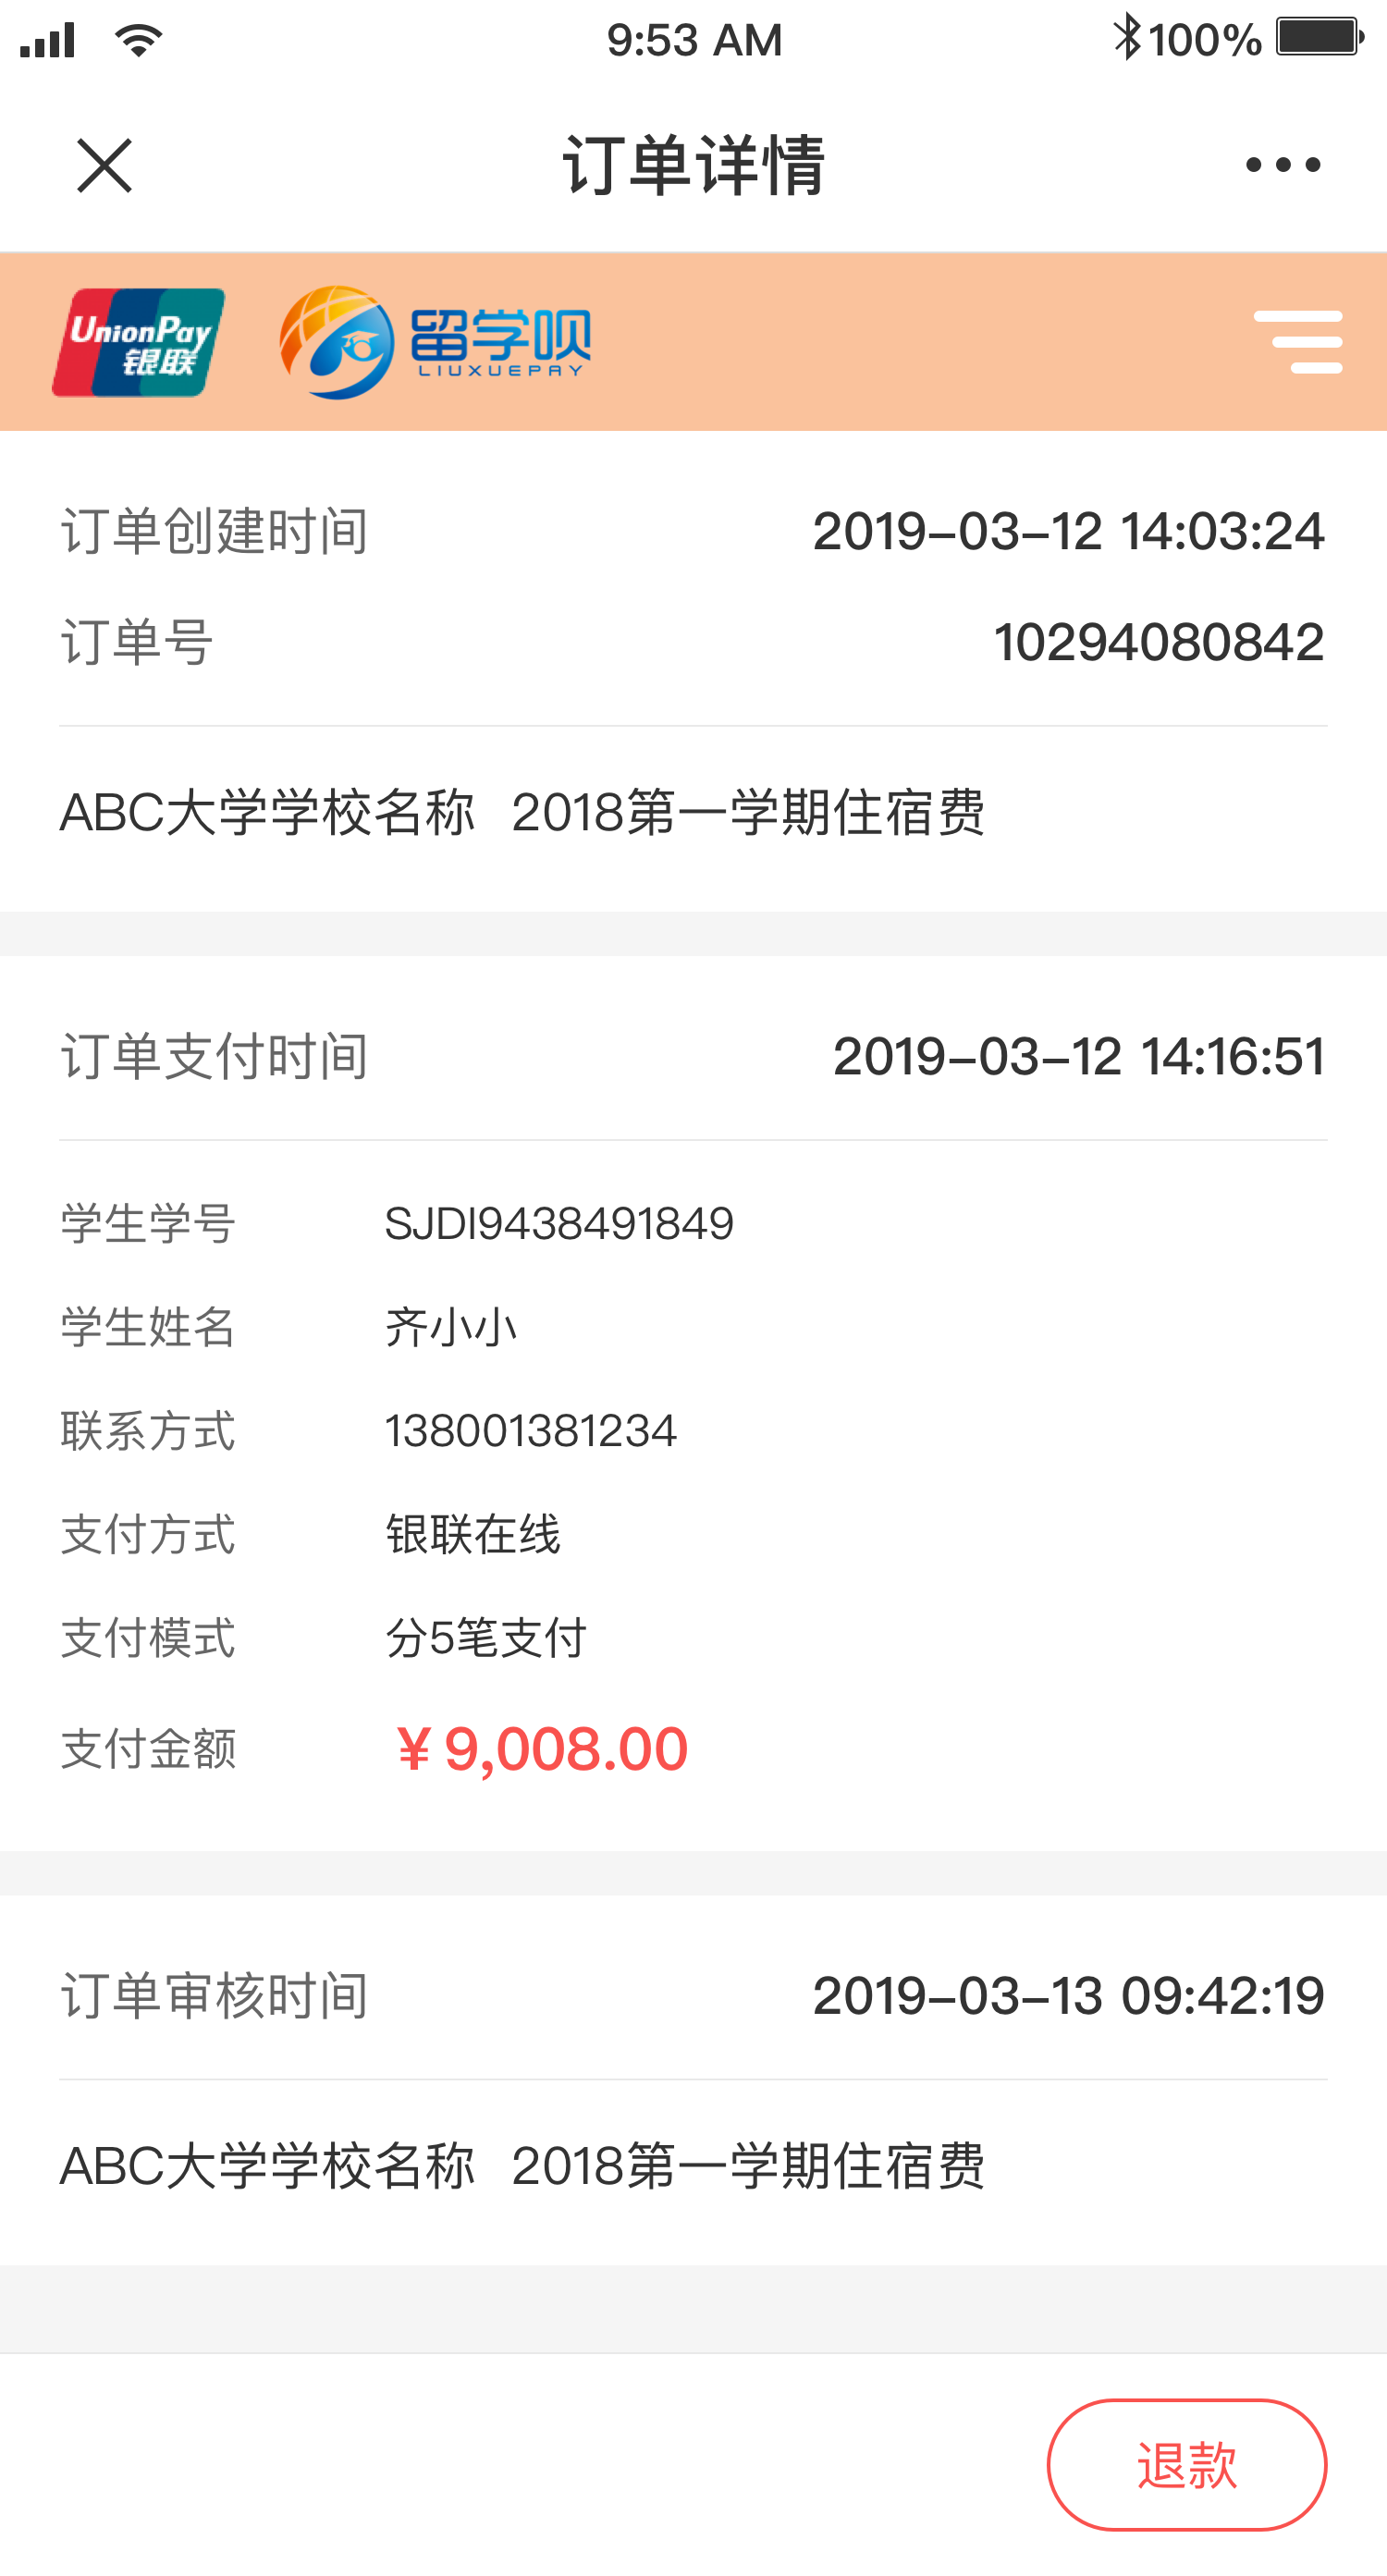 9:53 AM 100%
订单详情
UnionPay
银联
留学呗
LIUXUEPAY
订单创建时间 2019-03-12 14:03:24
订单号 10294080842
ABC大学学校名称 2018第一学期住宿费
订单支付时间 2019-03-12 14:16:51
学生学号 SJDI9438491849
学生姓名 齐小小
联系方式 138001381234
支付方式 银联在线
支付模式 分5笔支付
支付金额 ¥ 9,008.00
订单审核时间 2019-03-13 09:42:19
ABC大学学校名称 2018第一学期住宿费
退款